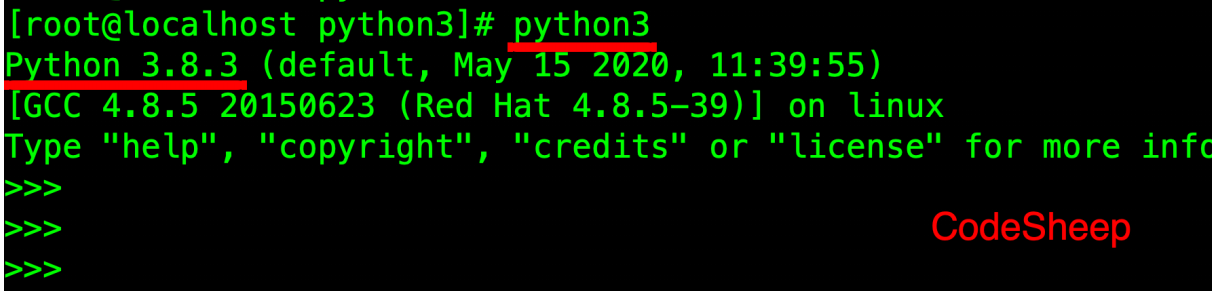 [root@localhost python3]# python3
Python 3.8.3 (default, May 15 2020, 11:39:55)
[GCC 4.8.5 20150623 (Red Hat 4.8.5-39)] on linux
Type "help", "copyright", "credits" or "license" for more info
>>>
>>>
CodeSheep
>>>